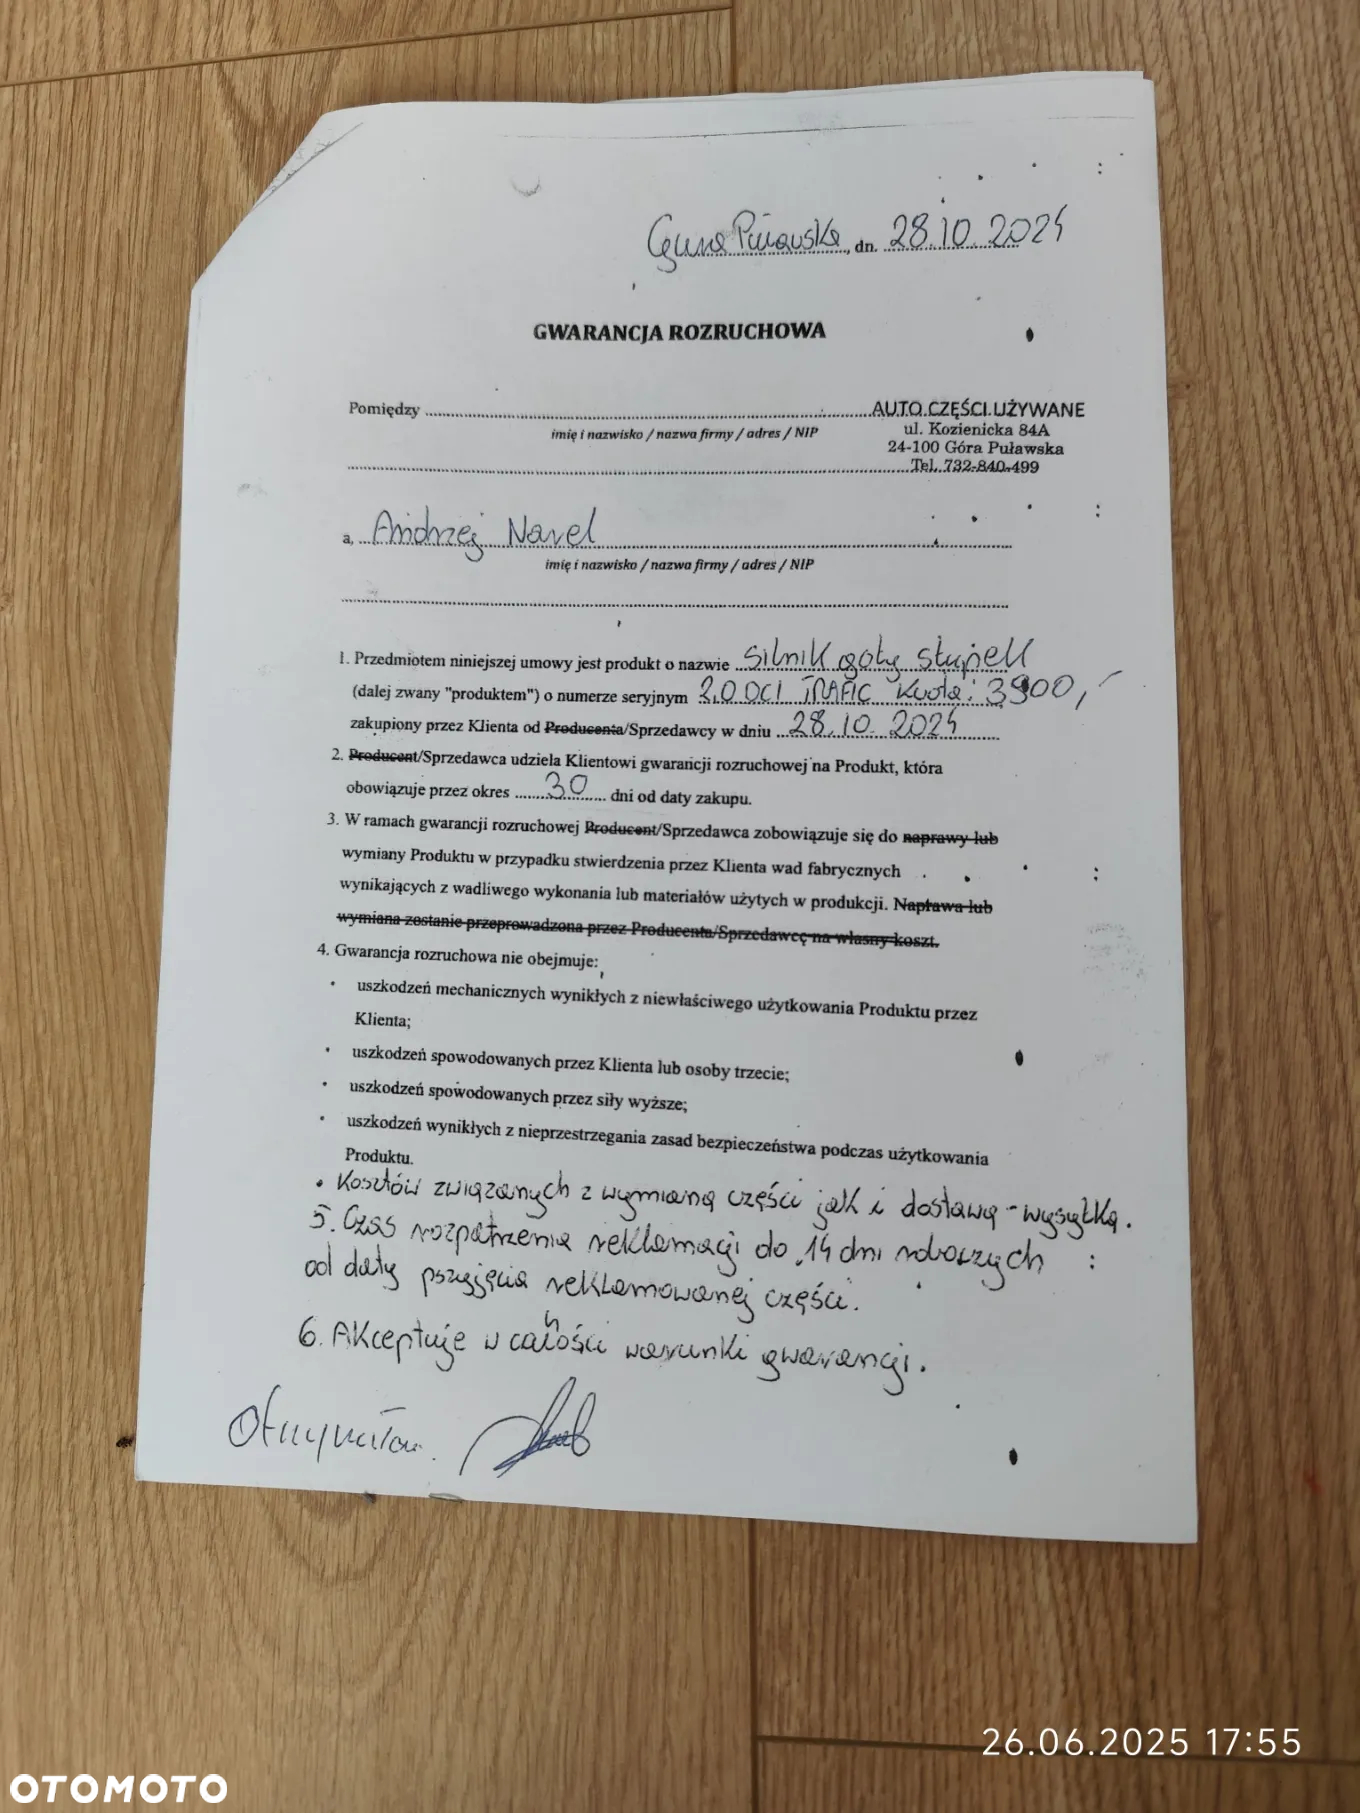 Góra Puławska, dn. 28.10.2024
GWARANCJA ROZRUCHOWA
Pomiędzy AUTO CZĘŚCI UŻYWANE
imię i nazwisko / nazwa firmy / adres / NIP
ul. Kozienicka 84A
24-100 Góra Puławska
Tel. 732-840-499
a, Andrzej Navel
imię i nazwisko / nazwa firmy / adres / NIP
1. Przedmiotem niniejszej umowy jest produkt o nazwie silnik goły słupek
(dalej zwany "produktem") o numerze seryjnym 2,0 DCI TRAFIC Kwota: 3900,-
zakupiony przez Klienta od Producenta/Sprzedawcy w dniu 28.10.2024
2. Producent/Sprzedawca udziela Klientowi gwarancji rozruchowej na Produkt, która
obowiązuje przez okres 30 dni od daty zakupu.
3. W ramach gwarancji rozruchowej Producent/Sprzedawca zobowiązuje się do naprawy lub
wymiany Produktu w przypadku stwierdzenia przez Klienta wad fabrycznych
wynikających z wadliwego wykonania lub materiałów użytych w produkcji. Naprawa lub
wymiana zostanie przeprowadzona przez Producenta/Sprzedawcę na własny koszt.
4. Gwarancja rozruchowa nie obejmuje:
• uszkodzeń mechanicznych wynikłych z niewłaściwego użytkowania Produktu przez
Klienta;
• uszkodzeń spowodowanych przez Klienta lub osoby trzecie;
• uszkodzeń spowodowanych przez siły wyższe;
• uszkodzeń wynikłych z nieprzestrzegania zasad bezpieczeństwa podczas użytkowania
Produktu.
• Kosztów związanych z wymianą części jak i dostawą - wysyłką.
5. Czas rozpatrzenia reklamacji do 14 dni roboczych
od daty przyjęcia reklamowanej części.
6. Akceptuje w całości warunki gwarancji.
Otrzymałem.
26.06.2025 17:55
OTOMOTO